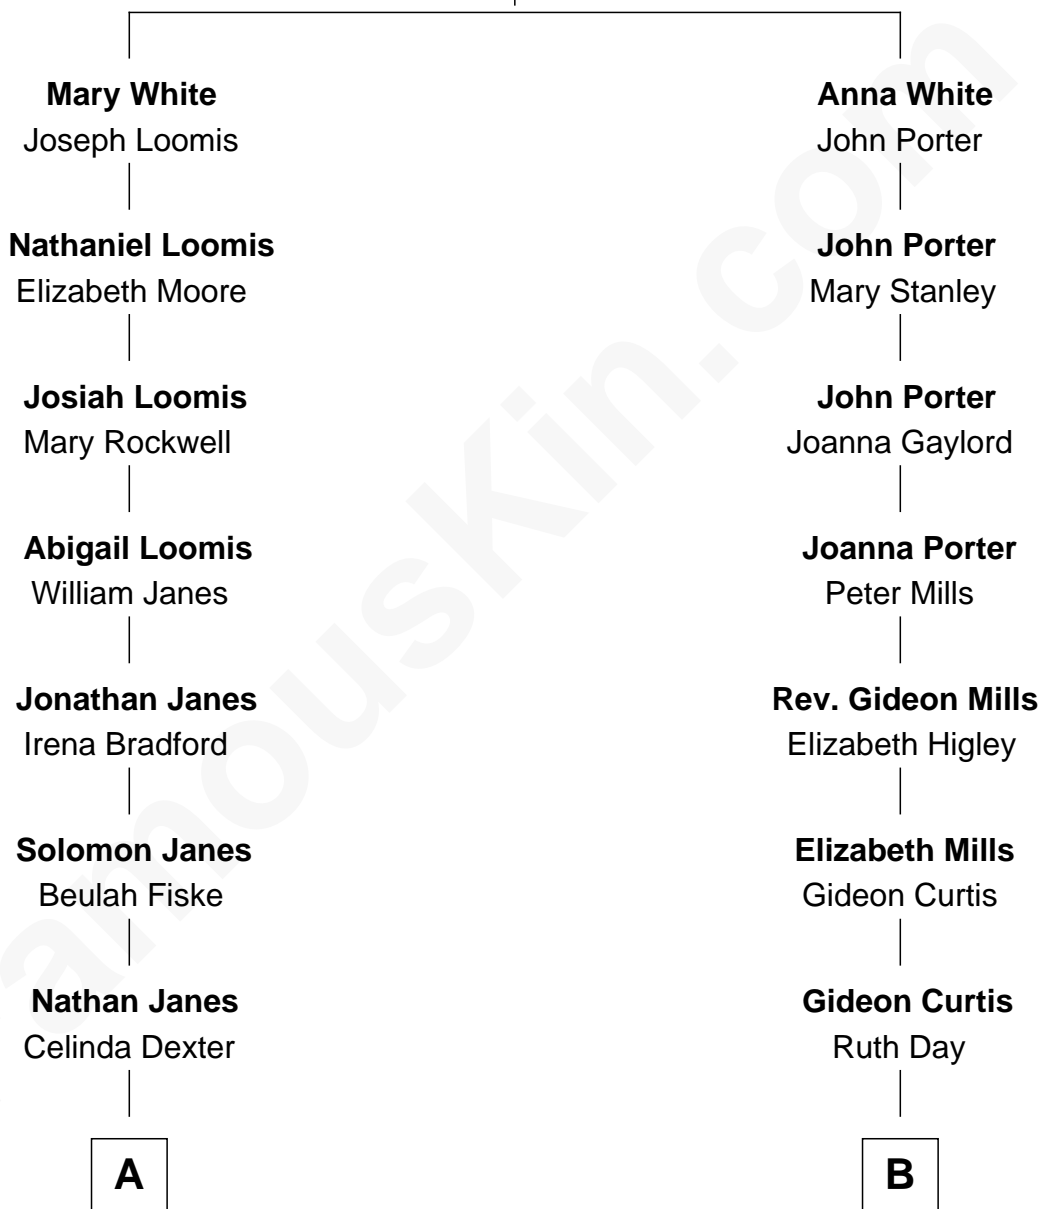 Mary White
Joseph Loomis
Nathaniel Loomis
Elizabeth Moore
Josiah Loomis
Mary Rockwell
Abigail Loomis
William Janes
Jonathan Janes
Irena Bradford
Solomon Janes
Beulah Fiske
Nathan Janes
Celinda Dexter
A
Anna White
John Porter
John Porter
Mary Stanley
John Porter
Joanna Gaylord
Joanna Porter
Peter Mills
Rev. Gideon Mills
Elizabeth Higley
Elizabeth Mills
Gideon Curtis
Gideon Curtis
Ruth Day
B
amouskin.com